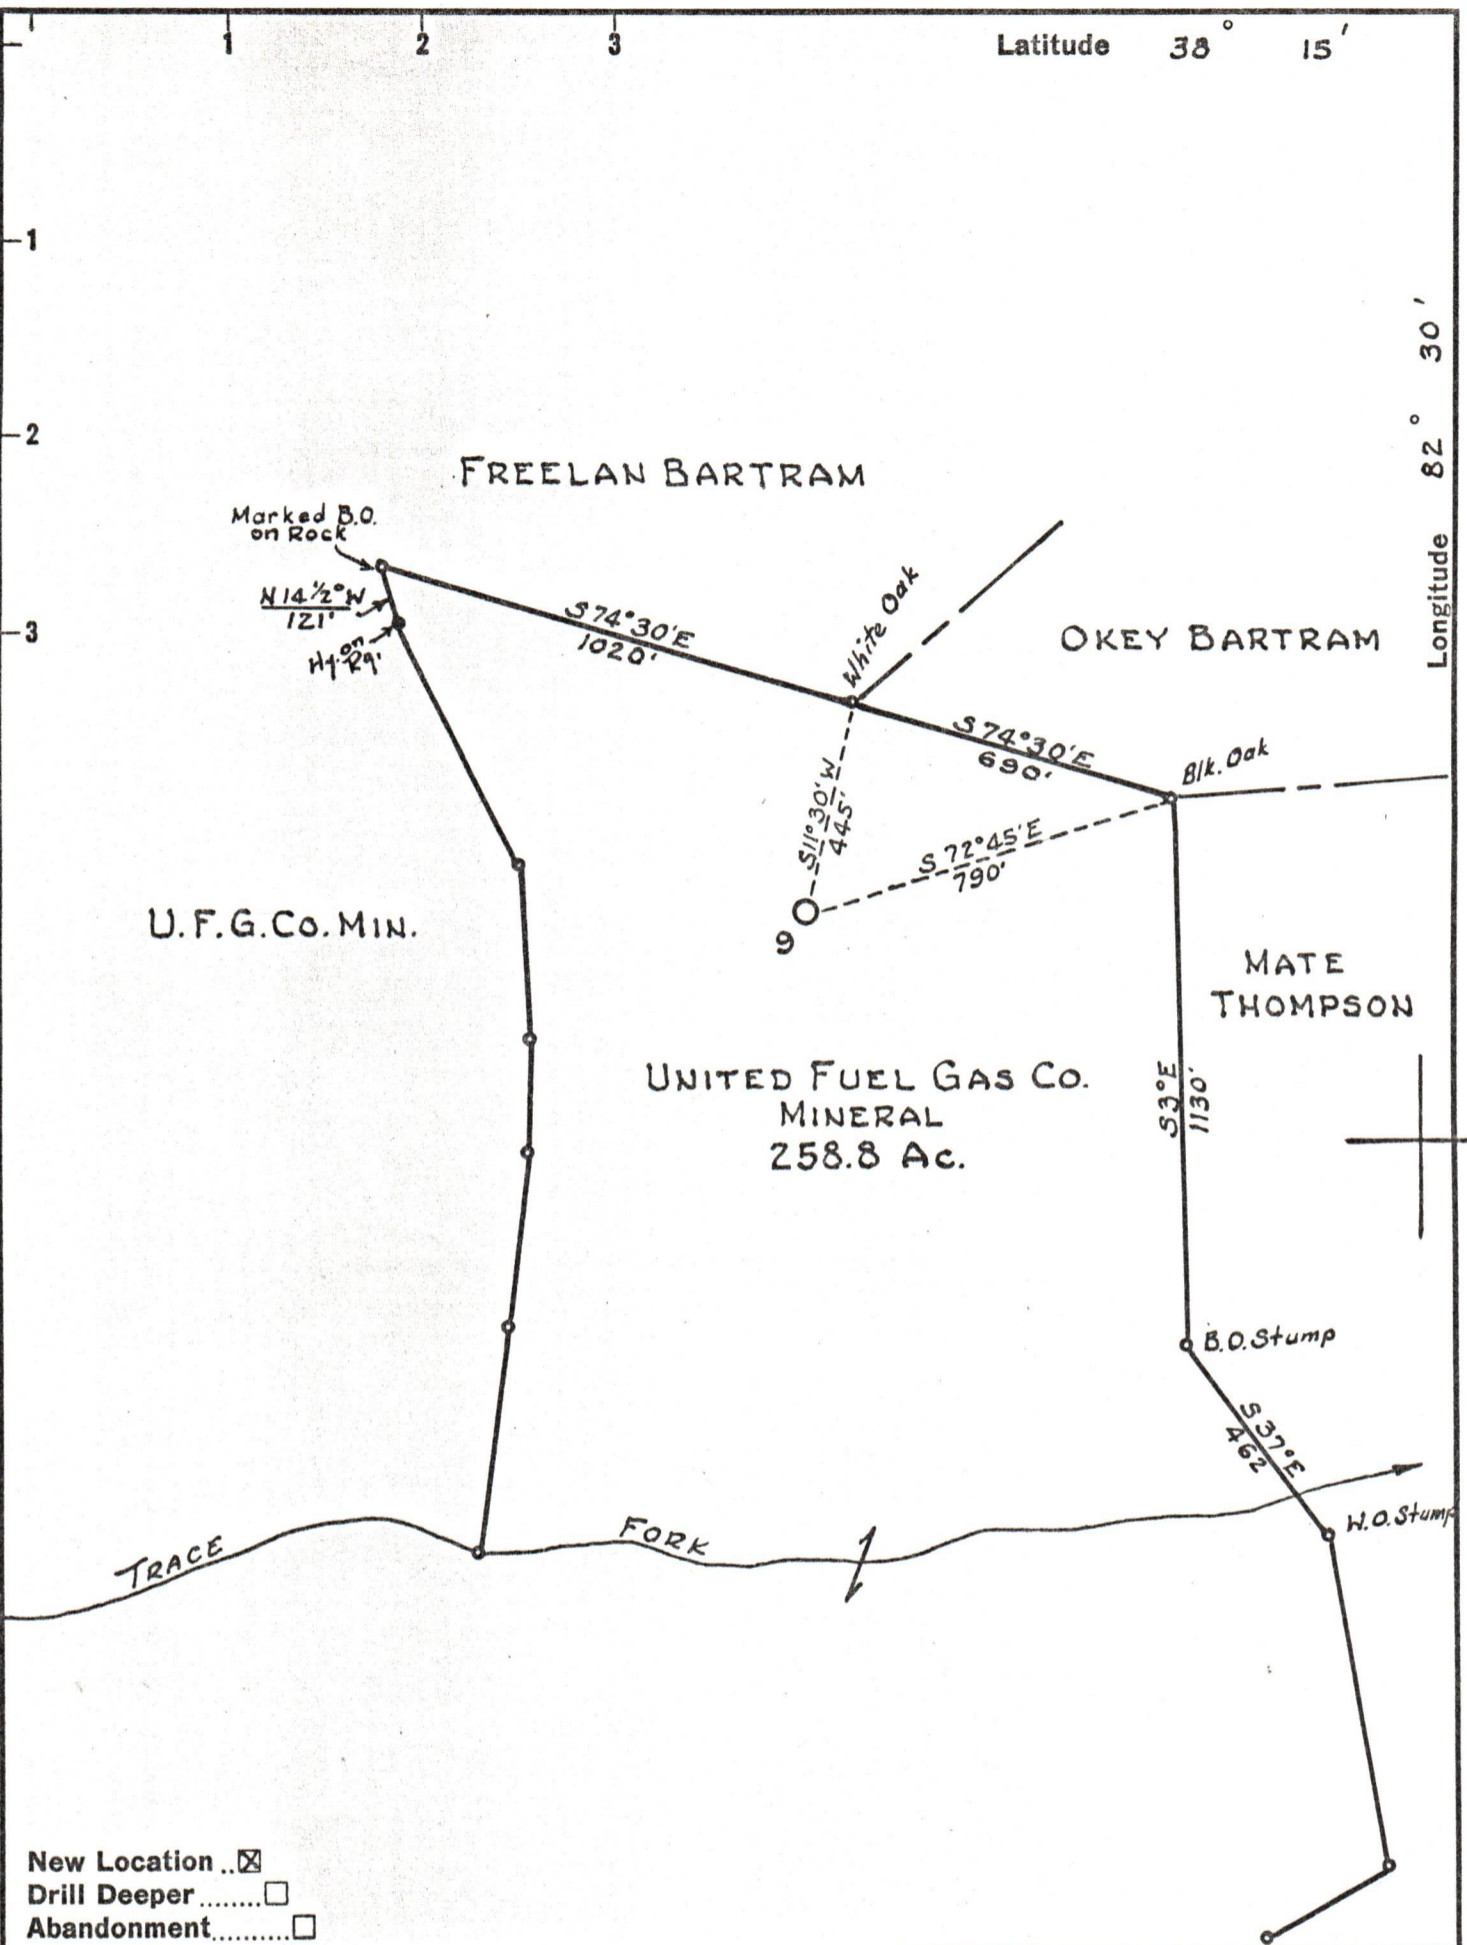 1 2 3 Latitude 38° 15'
1
2
3
Longitude 82° 30'
FREELAN BARTRAM
Marked B.O.
on Rock
N 14 ½° W
121'
on
S 74° 30' E
1020'
White Oak
OKEY BARTRAM
S 74° 30' E
690'
Blk. Oak
S 11° 30' W
445'
S 72° 45' E
790'
9
U.F.G.Co. MIN.
MATE
THOMPSON
UNITED FUEL GAS CO.
MINERAL
258.8 Ac.
S 3° E
1130'
B.O. Stump
S 37° E
462
W.O. Stump
TRACE FORK
New Location ..☒
Drill Deeper ........☐
Abandonment..........☐